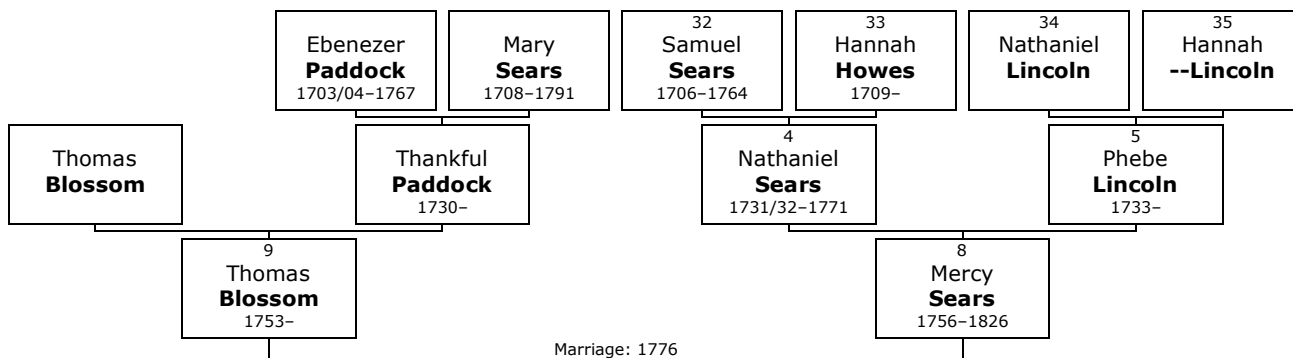 Ebenezer
Paddock
1703/04–1767
Mary
Sears
1708–1791
32
Samuel
Sears
1706–1764
33
Hannah
Howes
1709–
34
Nathaniel
Lincoln
35
Hannah
--Lincoln
Thomas
Blossom
Thankful
Paddock
1730–
4
Nathaniel
Sears
1731/32–1771
5
Phebe
Lincoln
1733–
9
Thomas
Blossom
1753–
8
Mercy
Sears
1756–1826
Marriage: 1776